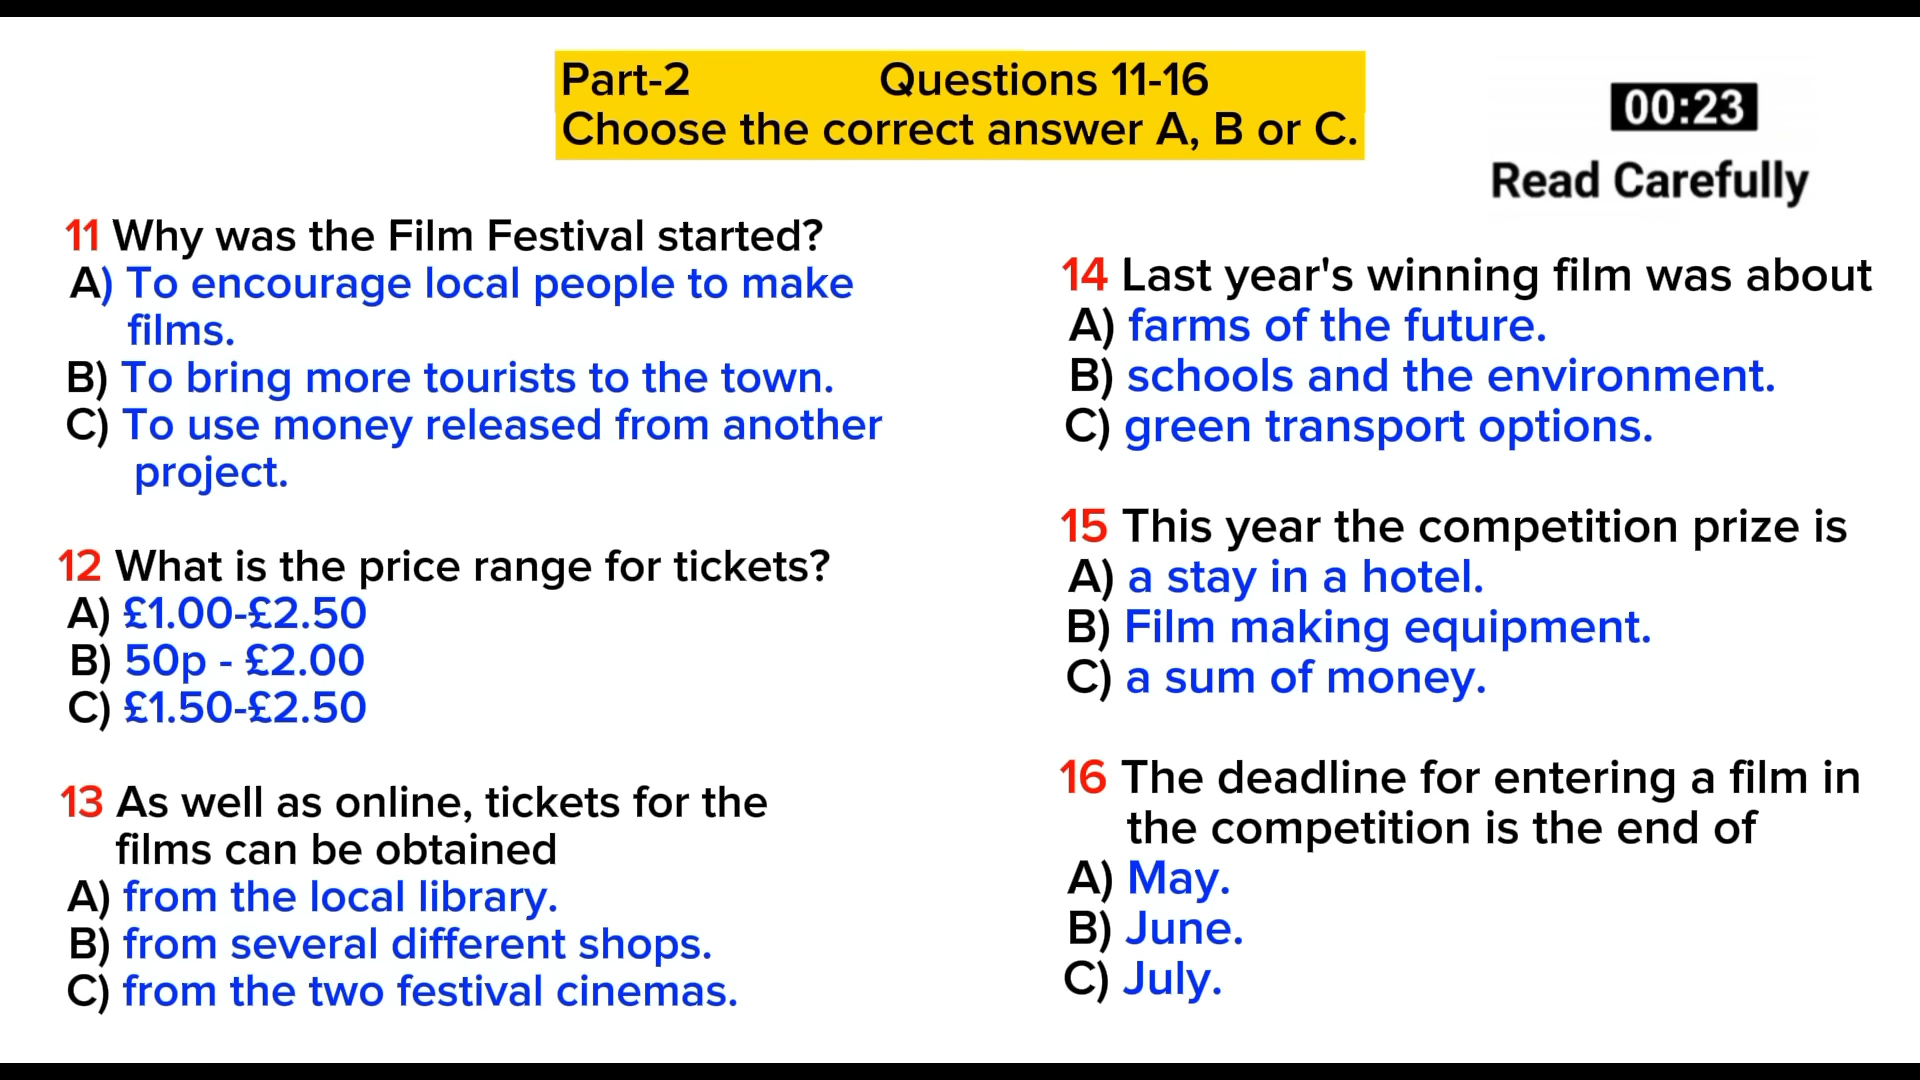 Part-2 Questions 11-16
Choose the correct answer A, B or C.
00:23
Read Carefully
11 Why was the Film Festival started?
A) To encourage local people to make
films.
B) To bring more tourists to the town.
C) To use money released from another
project.
12 What is the price range for tickets?
A) £1.00-£2.50
B) 50p - £2.00
C) £1.50-£2.50
13 As well as online, tickets for the
films can be obtained
A) from the local library.
B) from several different shops.
C) from the two festival cinemas.
14 Last year's winning film was about
A) farms of the future.
B) schools and the environment.
C) green transport options.
15 This year the competition prize is
A) a stay in a hotel.
B) Film making equipment.
C) a sum of money.
16 The deadline for entering a film in
the competition is the end of
A) May.
B) June.
C) July.